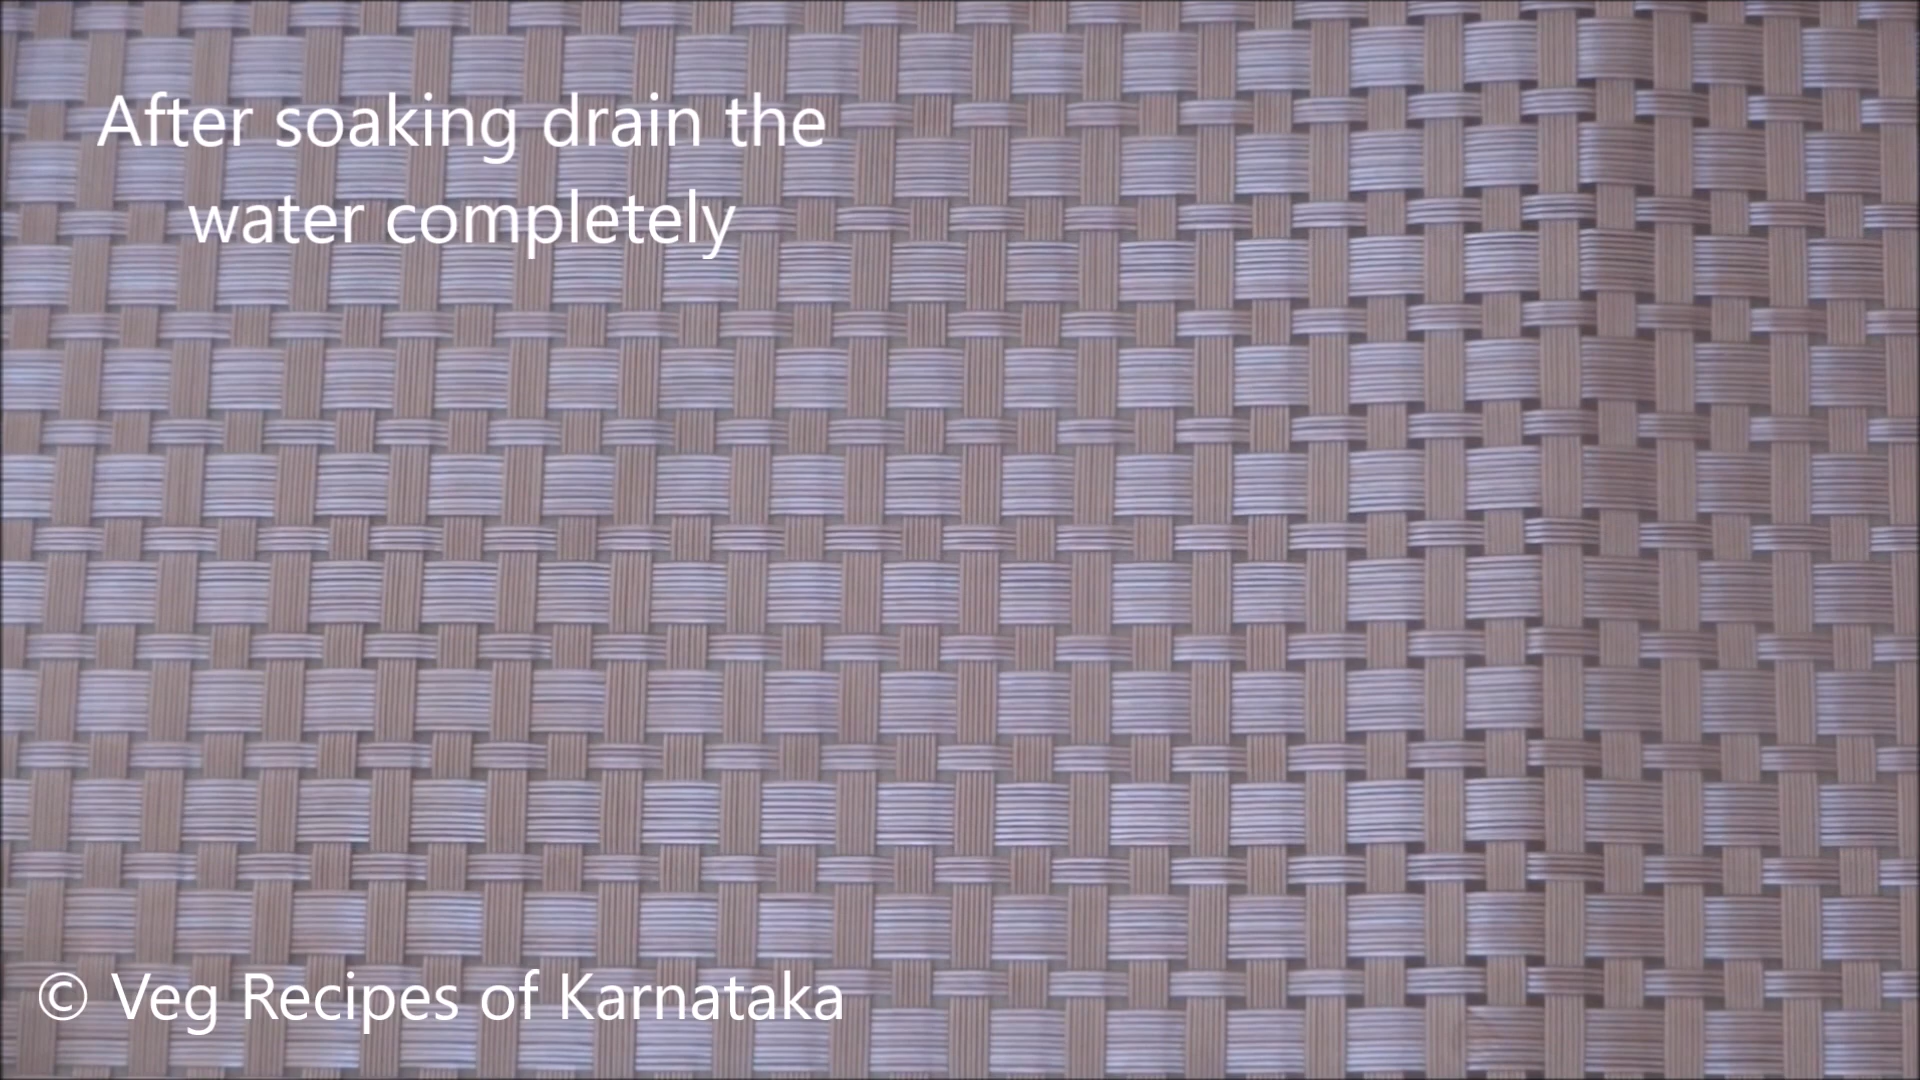 After soaking drain the
water completely
© Veg Recipes of Karnataka